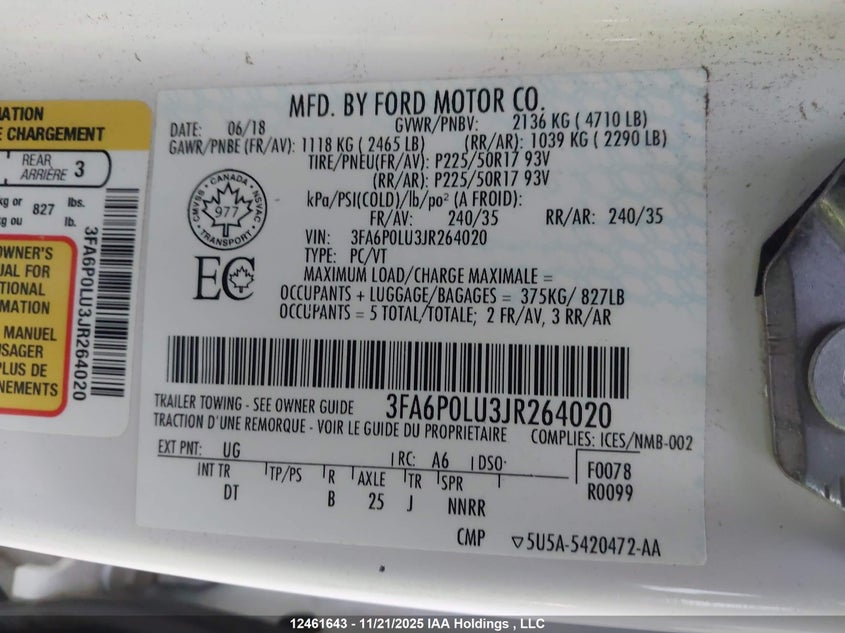 MATION
E CHARGEMENT
REAR
ARRIÈRE 3
kg or 827 lbs.
kg ou lb.
OWNER'S
UAL FOR
TIONAL
RMATION
MANUEL
USAGER
PLUS DE
GNEMENTS
3FA6P0LU3JR264020
MFD. BY FORD MOTOR CO.
DATE: 06/18 GVWR/PNBV: 2136 KG ( 4710 LB)
GAWR/PNBE (FR/AV): 1118 KG ( 2465 LB) (RR/AR): 1039 KG ( 2290 LB)
TIRE/PNEU(FR/AV): P225/50R17 93V
(RR/AR): P225/50R17 93V
kPa/PSI(COLD)/lb/po² (A FROID):
FR/AV: 240/35 RR/AR: 240/35
VIN: 3FA6P0LU3JR264020
TYPE: PC/VT
MAXIMUM LOAD/CHARGE MAXIMALE =
OCCUPANTS + LUGGAGE/BAGAGES = 375KG/ 827LB
OCCUPANTS = 5 TOTAL/TOTALE; 2 FR/AV, 3 RR/AR
CANADA
CMVSS 977 NSVAC
TRANSPORT
EC
TRAILER TOWING - SEE OWNER GUIDE 3FA6P0LU3JR264020
TRACTION D'UNE REMORQUE - VOIR LE GUIDE DU PROPRIETAIRE COMPLIES: ICES/NMB-002
EXT PNT: UG RC: A6 DSO: F0078
INT TR TP/PS R AXLE TR SPR R0099
DT B 25 J NNRR
CMP ▽5U5A-5420472-AA
12461643 - 11/21/2025 IAA Holdings , LLC